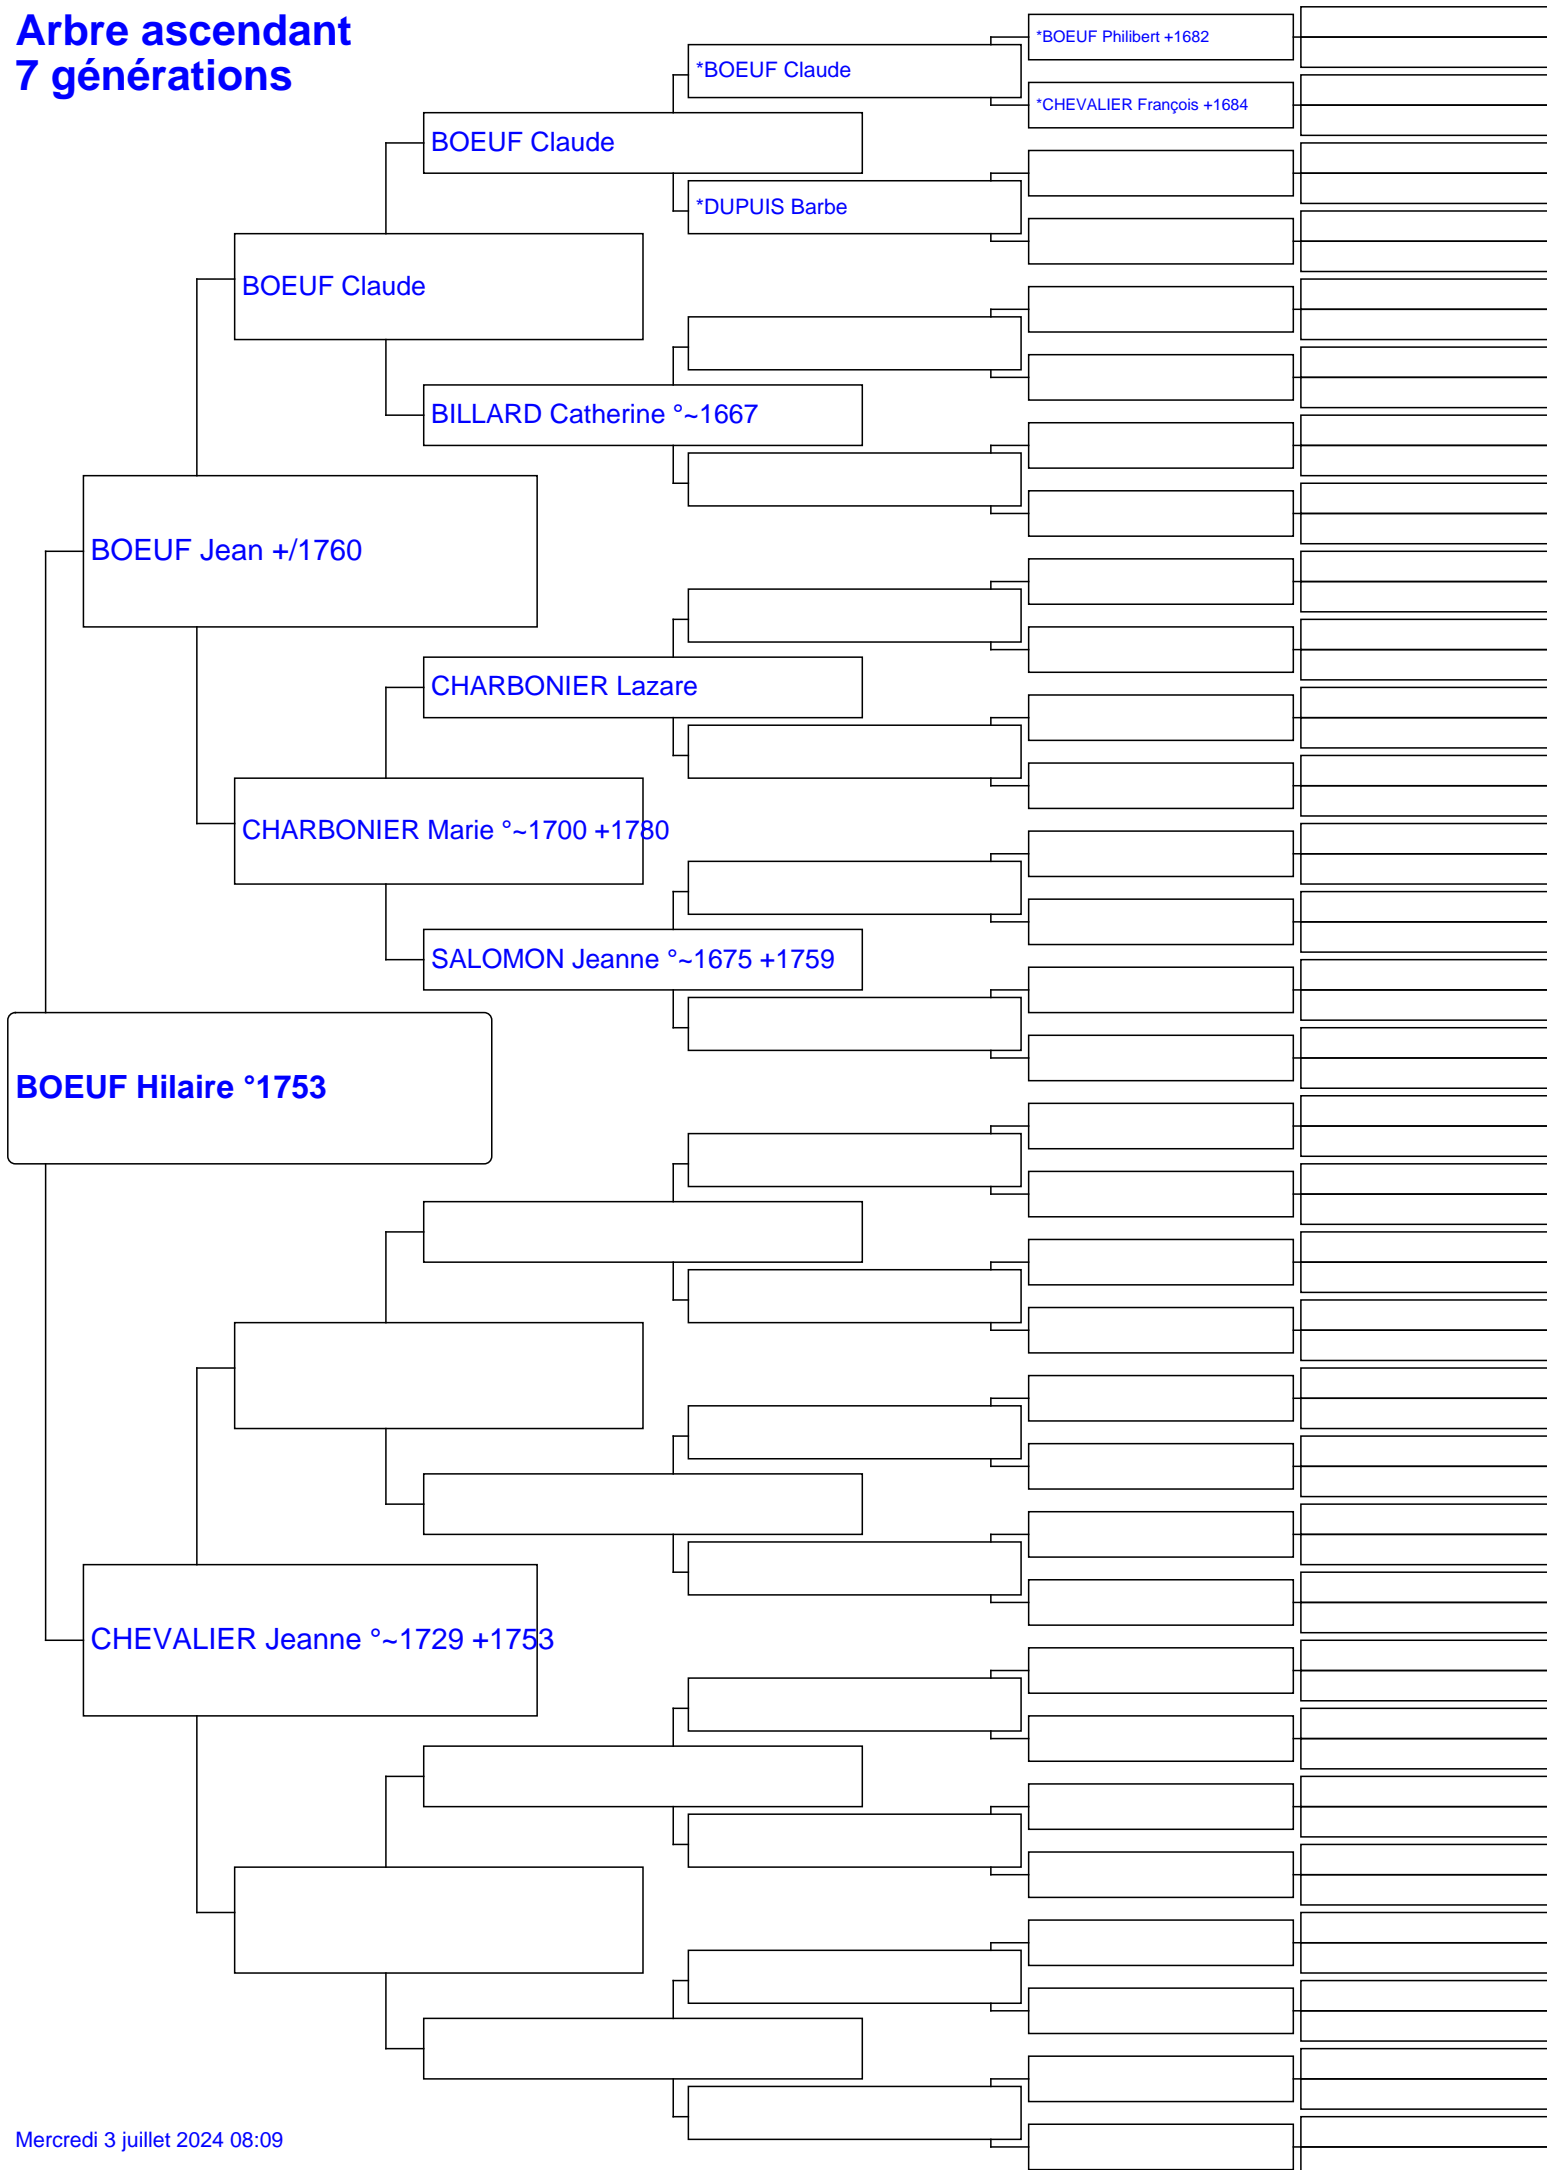 Arbre ascendant
7 générations
*BOEUF Philibert +1682
*BOEUF Claude
*CHEVALIER François +1684
BOEUF Claude
*DUPUIS Barbe
BOEUF Claude
BILLARD Catherine °~1667
BOEUF Jean +/1760
CHARBONIER Lazare
CHARBONIER Marie °~1700 +1780
SALOMON Jeanne °~1675 +1759
BOEUF Hilaire °1753
CHEVALIER Jeanne °~1729 +1753
Mercredi 3 juillet 2024 08:09